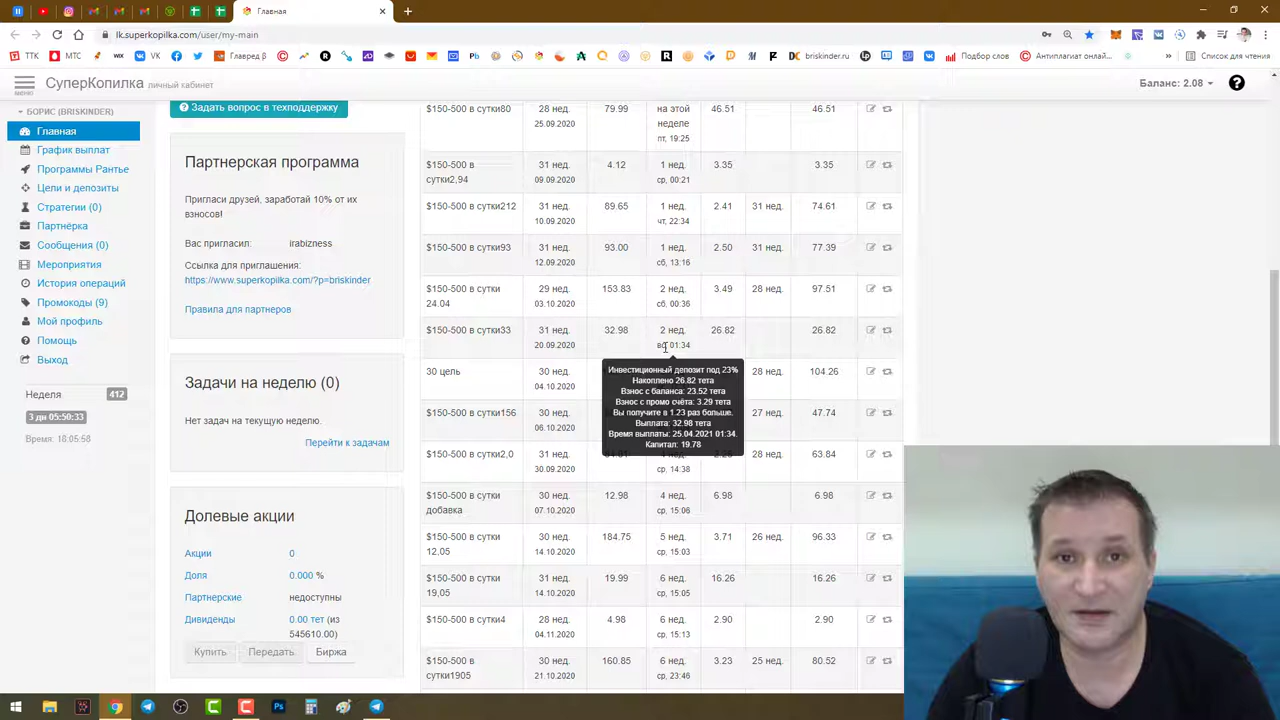 Главная
lk.superkopilka.com/user/my-main
ТТК
МТС
wix
VK
Главред б
briskinder.ru
Подбор слов
Антиплагиат онлай...
Список для чтения
МЕНЮ
СуперКопилка личный кабинет
Баланс: 2.08
БОРИС (BRISKINDER)
Главная
График выплат
Программы Рантье
Цели и депозиты
Стратегии (0)
Партнёрка
Сообщения (0)
Мероприятия
История операций
Промокоды (9)
Мой профиль
Помощь
Выход
Неделя 412
3 дн 05:50:33
Время: 18:05:58
Задать вопрос в техподдержку
Партнерская программа
Пригласи друзей, заработай 10% от их
взносов!
Вас пригласил: irabizness
Ссылка для приглашения:
https://www.superkopilka.com/?p=briskinder
Правила для партнеров
Задачи на неделю (0)
Нет задач на текущую неделю.
Перейти к задачам
Долевые акции
Акции 0
Доля 0.000 %
Партнерские недоступны
Дивиденды 0.00 тет (из
545610.00)
Купить Передать Биржа
$150-500 в сутки80 28 нед. 79.99 на этой 46.51 46.51
25.09.2020 неделе
пт, 19:25
$150-500 в 31 нед. 4.12 1 нед. 3.35 3.35
сутки2,94 09.09.2020 ср, 00:21
$150-500 в сутки212 31 нед. 89.65 1 нед. 2.41 31 нед. 74.61
10.09.2020 чт, 22:34
$150-500 в сутки93 31 нед. 93.00 1 нед. 2.50 31 нед. 77.39
12.09.2020 сб, 13:16
$150-500 в сутки 29 нед. 153.83 2 нед. 3.49 28 нед. 97.51
24.04 03.10.2020 сб, 00:36
$150-500 в сутки33 31 нед. 32.98 2 нед. 26.82 26.82
20.09.2020 вс, 01:34
30 цель 30 нед. 28 нед. 104.26
04.10.2020
$150-500 в сутки156 30 нед. 27 нед. 47.74
06.10.2020
$150-500 в сутки2,0 31 нед. 28 нед. 63.84
30.09.2020 ср, 14:38
$150-500 в сутки 30 нед. 12.98 4 нед. 6.98 6.98
добавка 07.10.2020 ср, 15:06
$150-500 в сутки 30 нед. 184.75 5 нед. 3.71 26 нед. 96.33
12.05 14.10.2020 ср, 15:03
$150-500 в сутки 31 нед. 19.99 6 нед. 16.26 16.26
19,05 14.10.2020 ср, 15:05
$150-500 в сутки4 28 нед. 4.98 6 нед. 2.90 2.90
04.11.2020 ср, 15:13
$150-500 в 30 нед. 160.85 6 нед. 3.23 25 нед. 80.52
сутки1905 21.10.2020 ср, 23:46
Инвестиционный депозит под 23%
Накоплено 26.82 тета
Взнос с баланса: 23.52 тета
Взнос с промо счёта: 3.29 тета
Вы получите в 1.23 раз больше.
Выплата: 32.98 тета
Время выплаты: 25.04.2021 01:34.
Капитал: 19.78